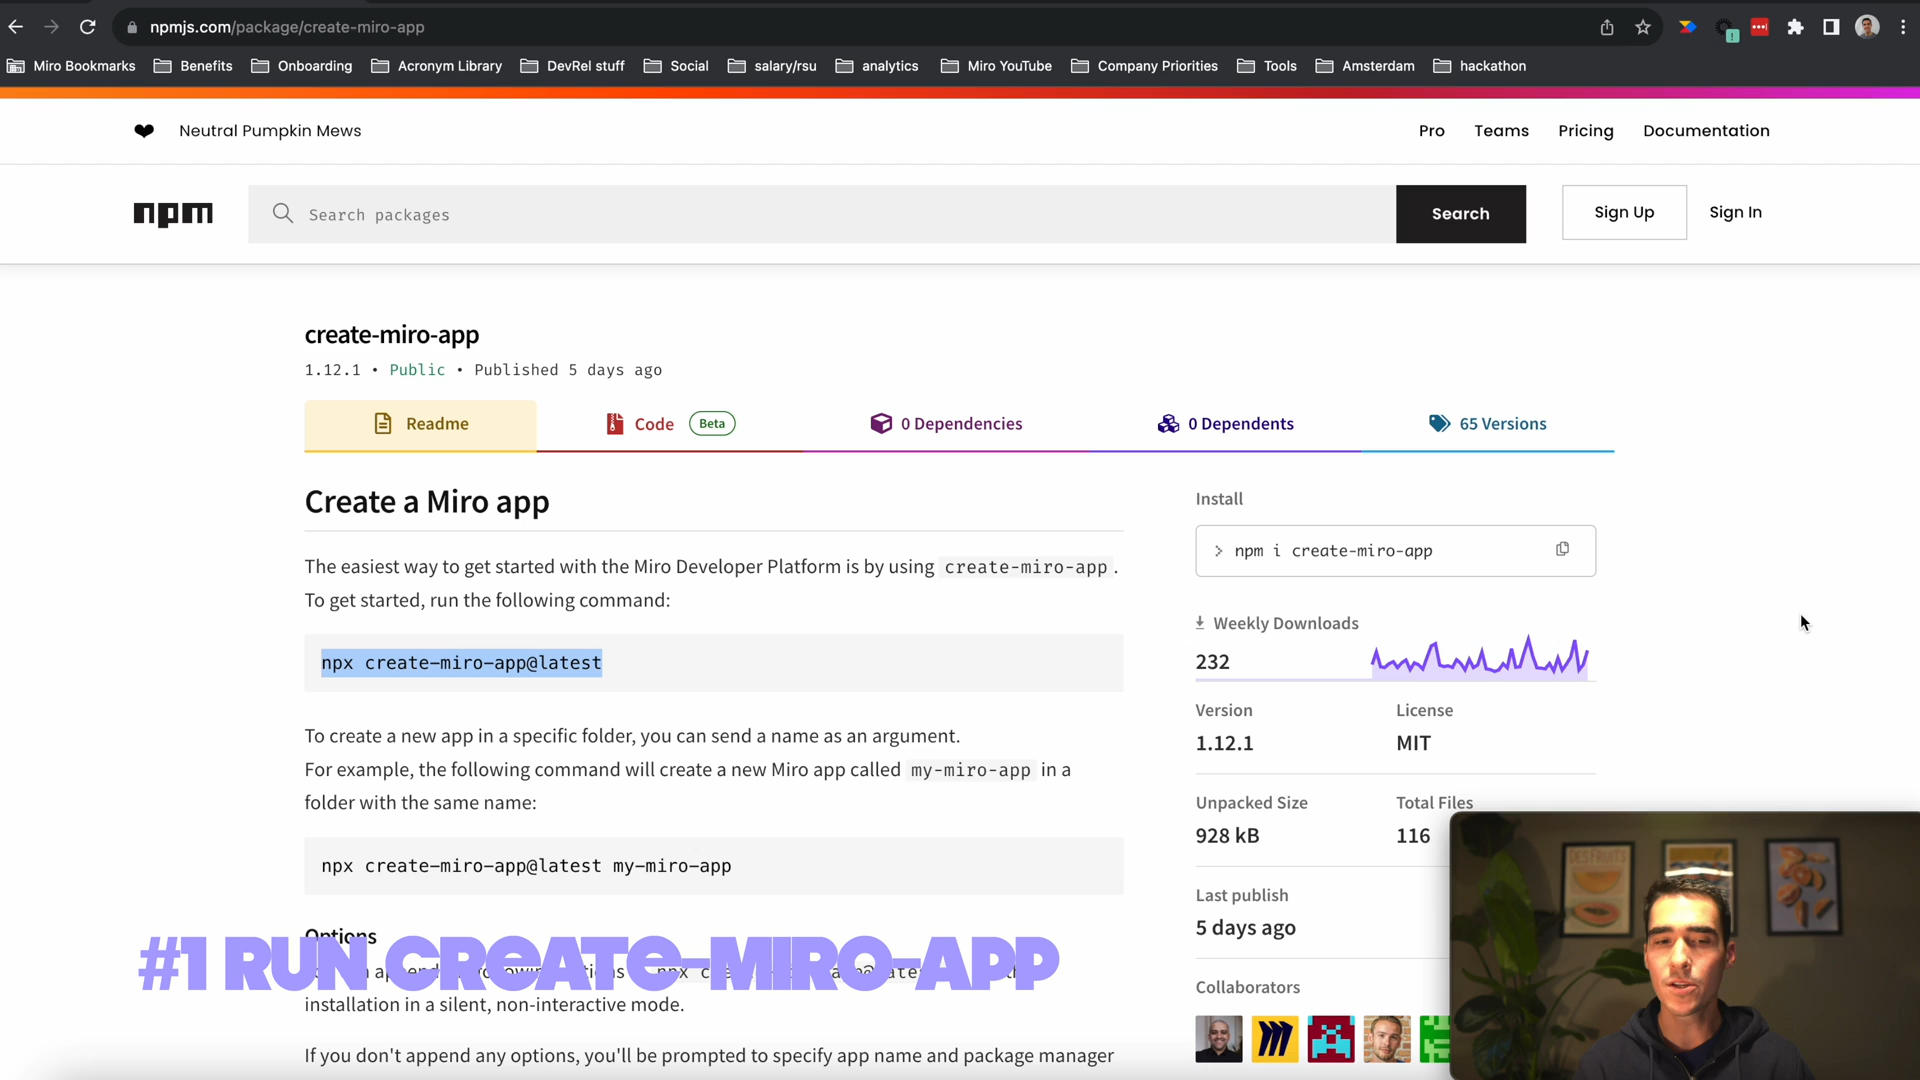 npmjs.com/package/create-miro-app
Miro Bookmarks Benefits Onboarding Acronym Library DevRel stuff Social salary/rsu analytics Miro YouTube Company Priorities Tools Amsterdam hackathon
❤ Neutral Pumpkin Mews Pro Teams Pricing Documentation
npm Search packages Search Sign Up Sign In
create-miro-app
1.12.1 • Public • Published 5 days ago
Readme Code Beta 0 Dependencies 0 Dependents 65 Versions
Create a Miro app
The easiest way to get started with the Miro Developer Platform is by using create-miro-app.
To get started, run the following command:
npx create-miro-app@latest
To create a new app in a specific folder, you can send a name as an argument.
For example, the following command will create a new Miro app called my-miro-app in a
folder with the same name:
npx create-miro-app@latest my-miro-app
Options
#1 RUN CREATE-MIRO-APP
installation in a silent, non-interactive mode.
If you don't append any options, you'll be prompted to specify app name and package manager
Install
> npm i create-miro-app
Weekly Downloads
232
Version License
1.12.1 MIT
Unpacked Size Total Files
928 kB 116
Last publish
5 days ago
Collaborators
DES FRUITS